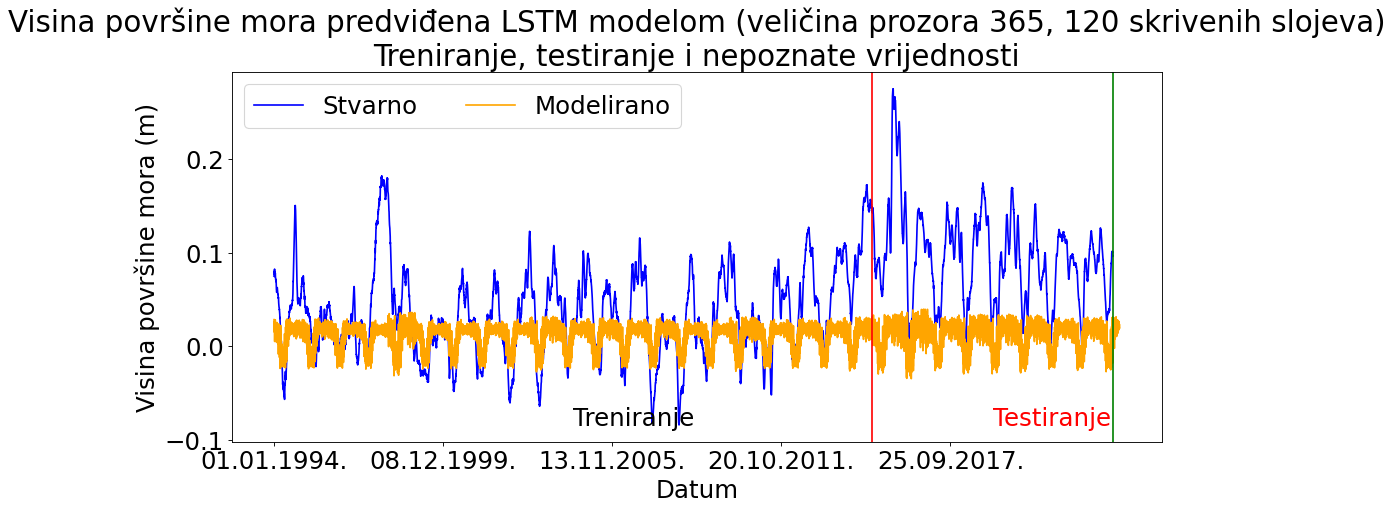 Visina površine mora predviđena LSTM modelom (veličina prozora 365, 120 skrivenih slojeva)
Treniranje, testiranje i nepoznate vrijednosti
Stvarno
Modelirano
Visina površine mora (m)
0.2
0.1
0.0
−0.1
Treniranje
Testiranje
01.01.1994.
08.12.1999.
13.11.2005.
20.10.2011.
25.09.2017.
Datum